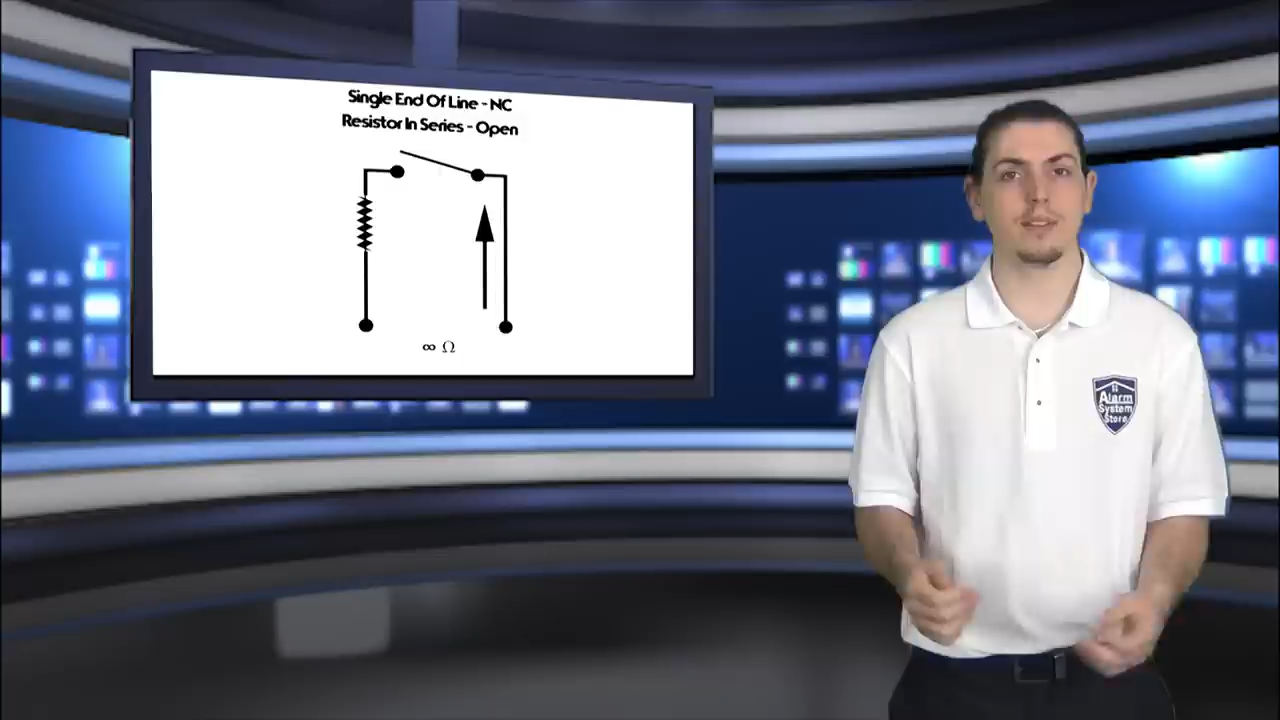 Single End Of Line - NC
Resistor In Series - Open
∞ Ω
Alarm
System
Store